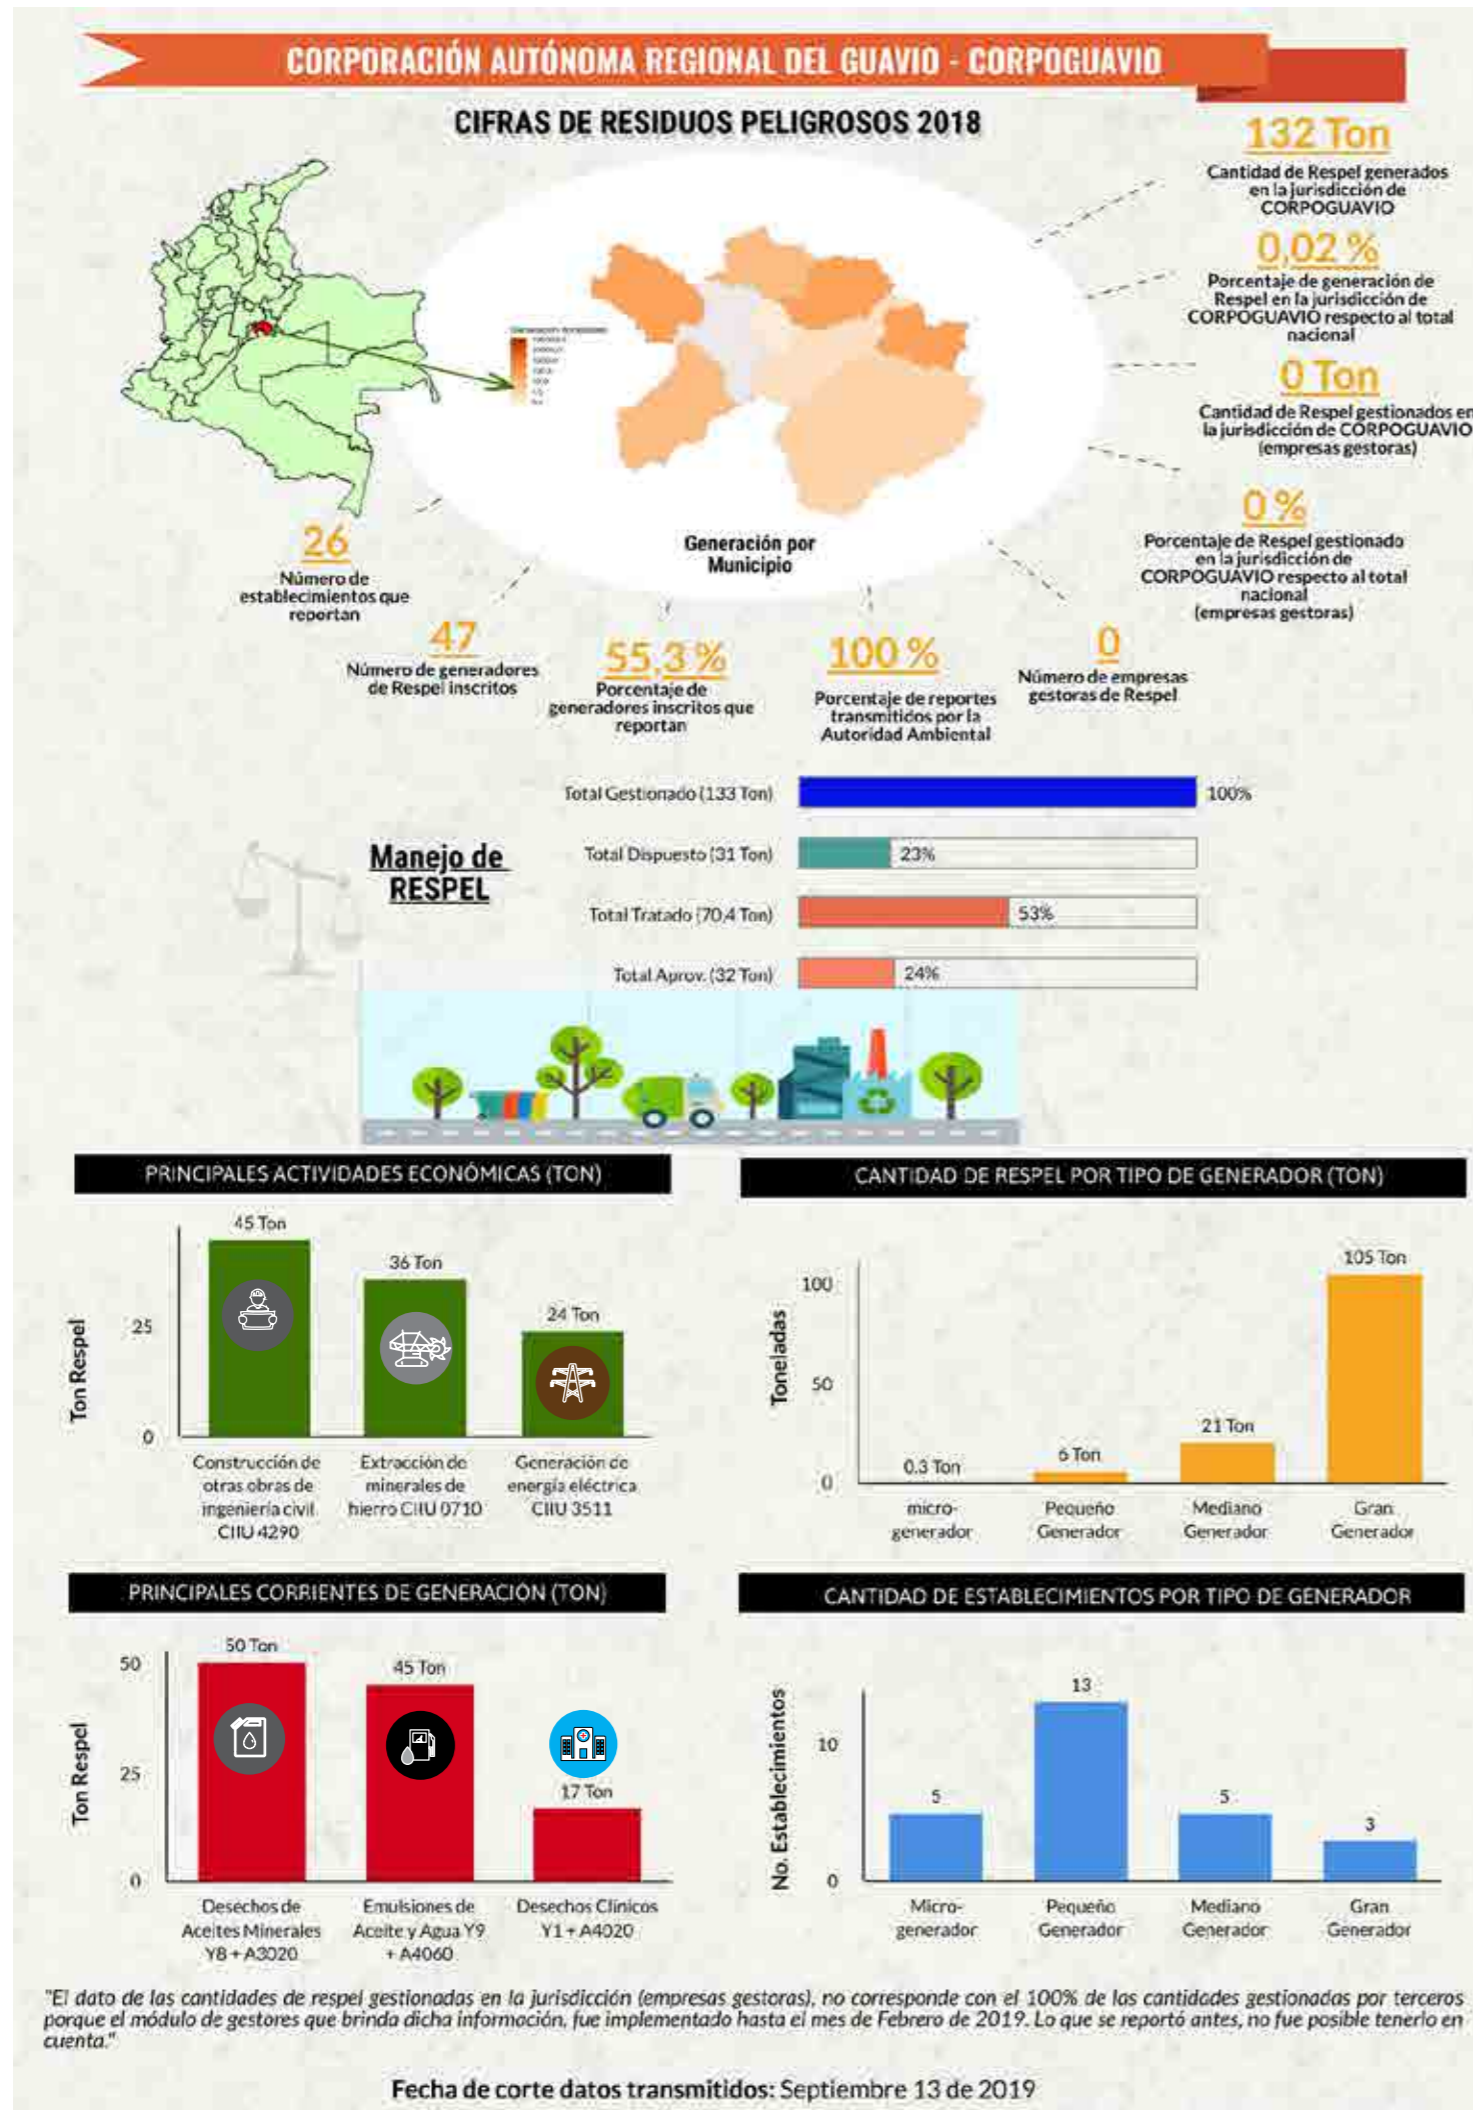 CORPORACIÓN AUTÓNOMA REGIONAL DEL GUAVIO - CORPOGUAVIO
CIFRAS DE RESIDUOS PELIGROSOS 2018
132 Ton
Cantidad de Respel generados
en la jurisdicción de
CORPOGUAVIO
0,02 %
Porcentaje de generación de
Respel en la jurisdicción de
CORPOGUAVIO respecto al total
nacional
0 Ton
Cantidad de Respel gestionados en
la jurisdicción de CORPOGUAVIO
(empresas gestoras)
0 %
Porcentaje de Respel gestionado
en la jurisdicción de
CORPOGUAVIO respecto al total
nacional
(empresas gestoras)
Generación por
Municipio
26
Número de
establecimientos que
reportan
47
Número de generadores
de Respel inscritos
55,3 %
Porcentaje de
generadores inscritos que
reportan
100 %
Porcentaje de reportes
transmitidos por la
Autoridad Ambiental
0
Número de empresas
gestoras de Respel
Manejo de
RESPEL
Total Gestionado (133 Ton)
100%
Total Dispuesto (31 Ton)
23%
Total Tratado (70,4 Ton)
53%
Total Aprov. (32 Ton)
24%
PRINCIPALES ACTIVIDADES ECONÓMICAS (TON)
Ton Respel
25
0
45 Ton
36 Ton
24 Ton
Construcción de
otras obras de
ingeniería civil
CIIU 4290
Extracción de
minerales de
hierro CIIU 0710
Generación de
energía eléctrica
CIIU 3511
CANTIDAD DE RESPEL POR TIPO DE GENERADOR (TON)
Toneladas
100
50
0
0.3 Ton
6 Ton
21 Ton
105 Ton
micro-
generador
Pequeño
Generador
Mediano
Generador
Gran
Generador
PRINCIPALES CORRIENTES DE GENERACIÓN (TON)
Ton Respel
50
25
0
50 Ton
45 Ton
17 Ton
Desechos de
Aceites Minerales
Y8 + A3020
Emulsiones de
Aceite y Agua Y9
+ A4060
Desechos Clínicos
Y1 + A4020
CANTIDAD DE ESTABLECIMIENTOS POR TIPO DE GENERADOR
No. Establecimientos
10
0
5
13
5
3
Micro-
generador
Pequeño
Generador
Mediano
Generador
Gran
Generador
"El dato de las cantidades de respel gestionadas en la jurisdicción (empresas gestoras), no corresponde con el 100% de las cantidades gestionadas por terceros
porque el módulo de gestores que brinda dicha información, fue implementado hasta el mes de Febrero de 2019. Lo que se reportó antes, no fue posible tenerlo en
cuenta."
Fecha de corte datos transmitidos: Septiembre 13 de 2019